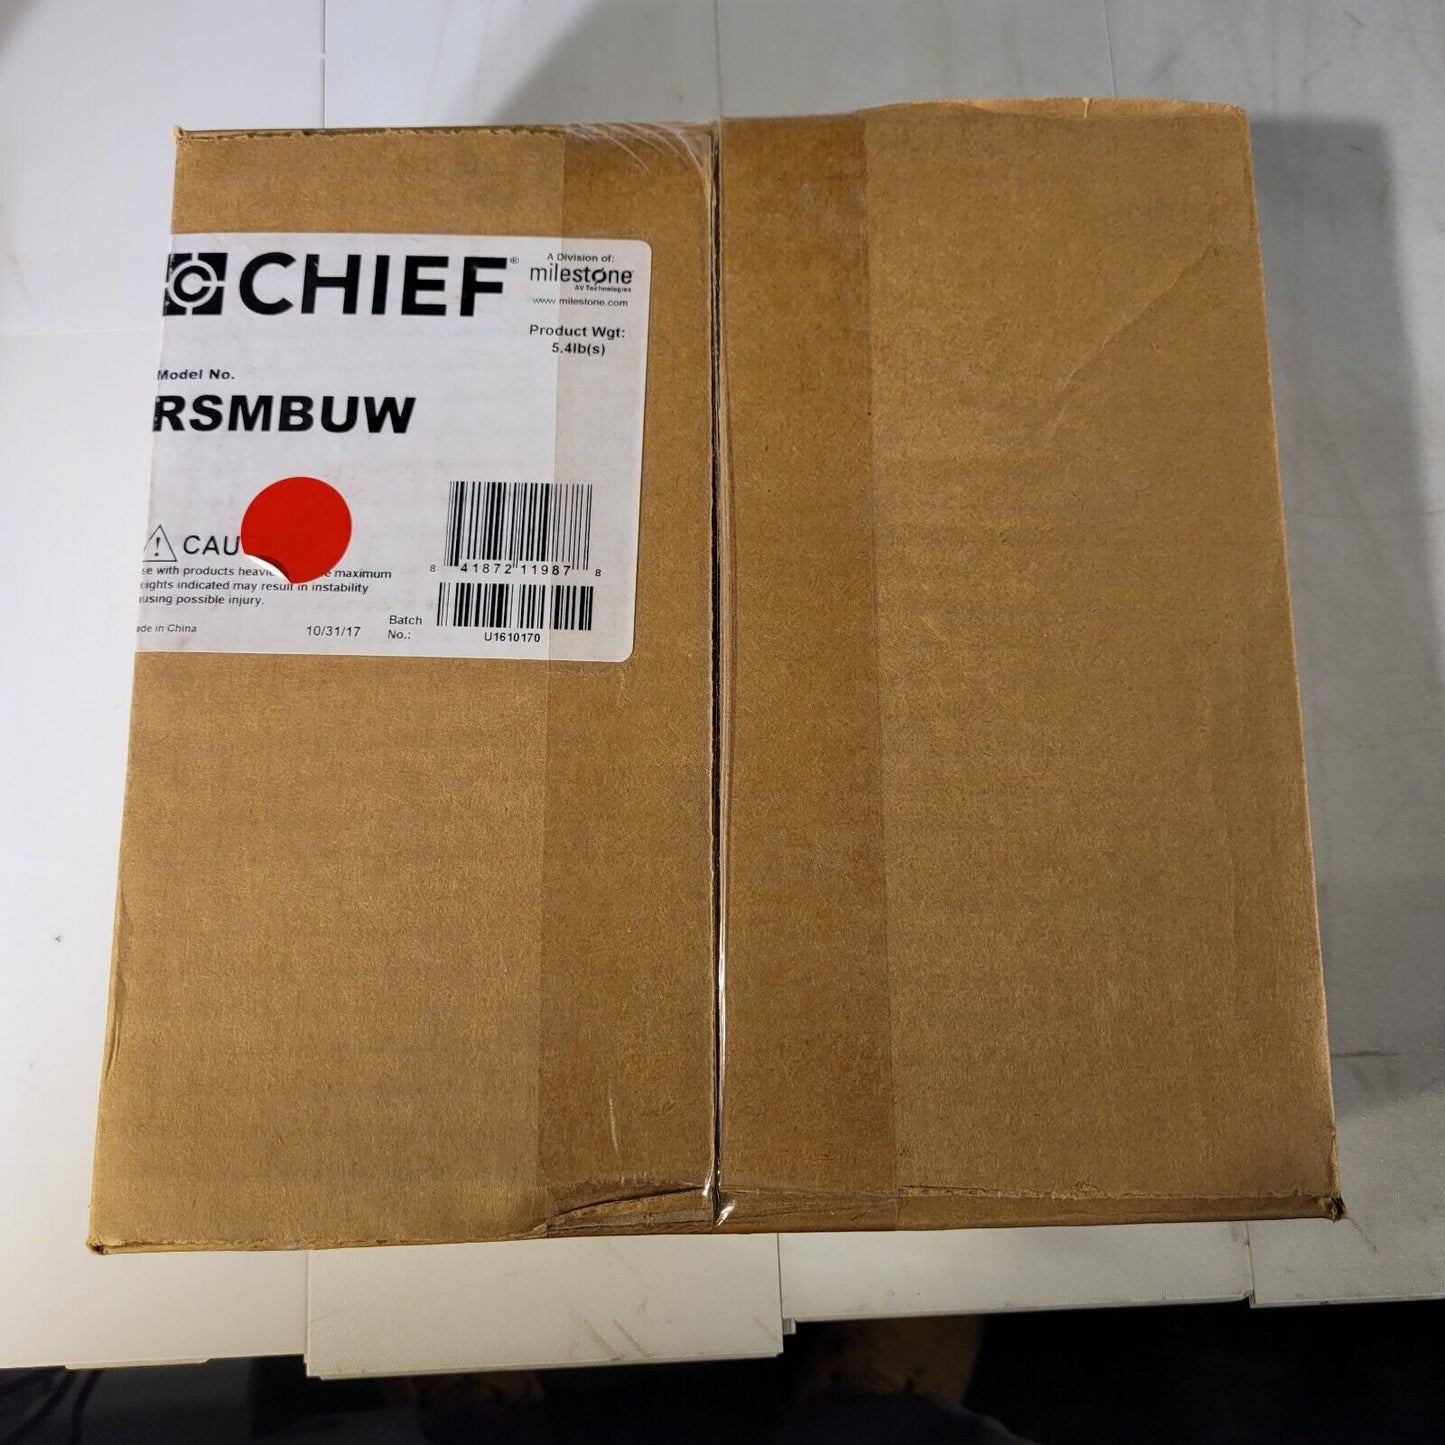 CHIEF®
A Division of:
milestone
AV Technologies
www.milestone.com
Product Wgt:
5.4lb(s)
Model No.
RSMBUW
CAU
se with products heavie maximum
eights indicated may result in instability
using possible injury.
ade in China
10/31/17
Batch
No.:
8 41872 11987 8
U1610170